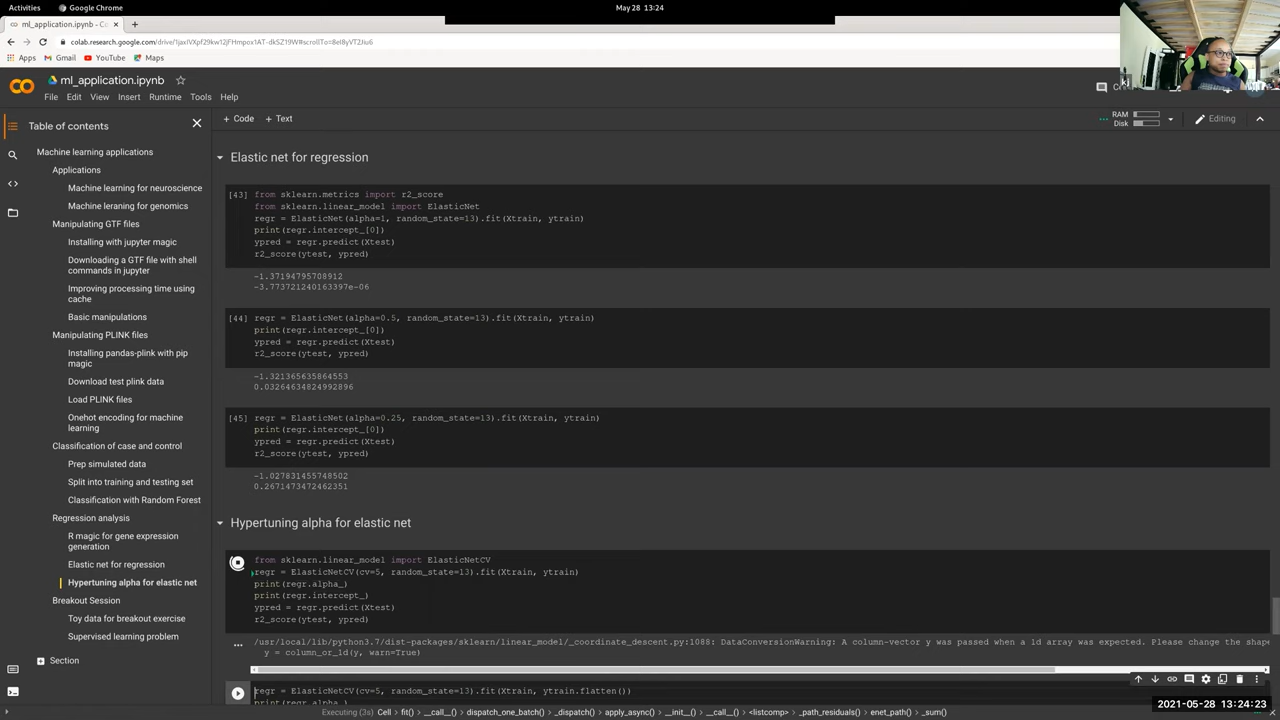 Activities
Google Chrome
May 28 13:24
ml_application.ipynb - Co
colab.research.google.com/
Apps
Gmail
YouTube
Maps
ml_application.ipynb
File Edit View Insert Runtime Tools Help
+ Code + Text
RAM
Disk
Editing
Table of contents
Machine learning applications
Applications
Machine learning for neuroscience
Machine leraning for genomics
Manipulating GTF files
Installing with jupyter magic
Downloading a GTF file with shell
commands in jupyter
Improving processing time using
cache
Basic manipulations
Manipulating PLINK files
Installing pandas-plink with pip
magic
Download test plink data
Load PLINK files
Onehot encoding for machine
learning
Classification of case and control
Prep simulated data
Split into training and testing set
Classification with Random Forest
Regression analysis
R magic for gene expression
generation
Elastic net for regression
Hypertuning alpha for elastic net
Breakout Session
Toy data for breakout exercise
Supervised learning problem
Section
Elastic net for regression
[43] from sklearn.metrics import r2_score
from sklearn.linear_model import ElasticNet
regr = ElasticNet(alpha=1, random_state=13).fit(Xtrain, ytrain)
print(regr.intercept_[0])
ypred = regr.predict(Xtest)
r2_score(ytest, ypred)
-1.37194795708912
-3.773721240163397e-06
[44] regr = ElasticNet(alpha=0.5, random_state=13).fit(Xtrain, ytrain)
print(regr.intercept_[0])
ypred = regr.predict(Xtest)
r2_score(ytest, ypred)
-1.321365635864553
0.03264634824992896
[45] regr = ElasticNet(alpha=0.25, random_state=13).fit(Xtrain, ytrain)
print(regr.intercept_[0])
ypred = regr.predict(Xtest)
r2_score(ytest, ypred)
-1.027831455748502
0.2671473472462351
Hypertuning alpha for elastic net
from sklearn.linear_model import ElasticNetCV
regr = ElasticNetCV(cv=5, random_state=13).fit(Xtrain, ytrain)
print(regr.alpha_)
print(regr.intercept_)
ypred = regr.predict(Xtest)
r2_score(ytest, ypred)
/usr/local/lib/python3.7/dist-packages/sklearn/linear_model/_coordinate_descent.py:1088: DataConversionWarning: A column-vector y was passed when a 1d array was expected. Please change the shape
y = column_or_1d(y, warn=True)
regr = ElasticNetCV(cv=5, random_state=13).fit(Xtrain, ytrain.flatten())
print(regr.alpha_)
Executing (3s) Cell > fit() > __call__() > dispatch_one_batch() > _dispatch() > apply_async() > __init__() > __call__() > <listcomp> > _path_residuals() > enet_path() > _sum()
2021-05-28 13:24:23